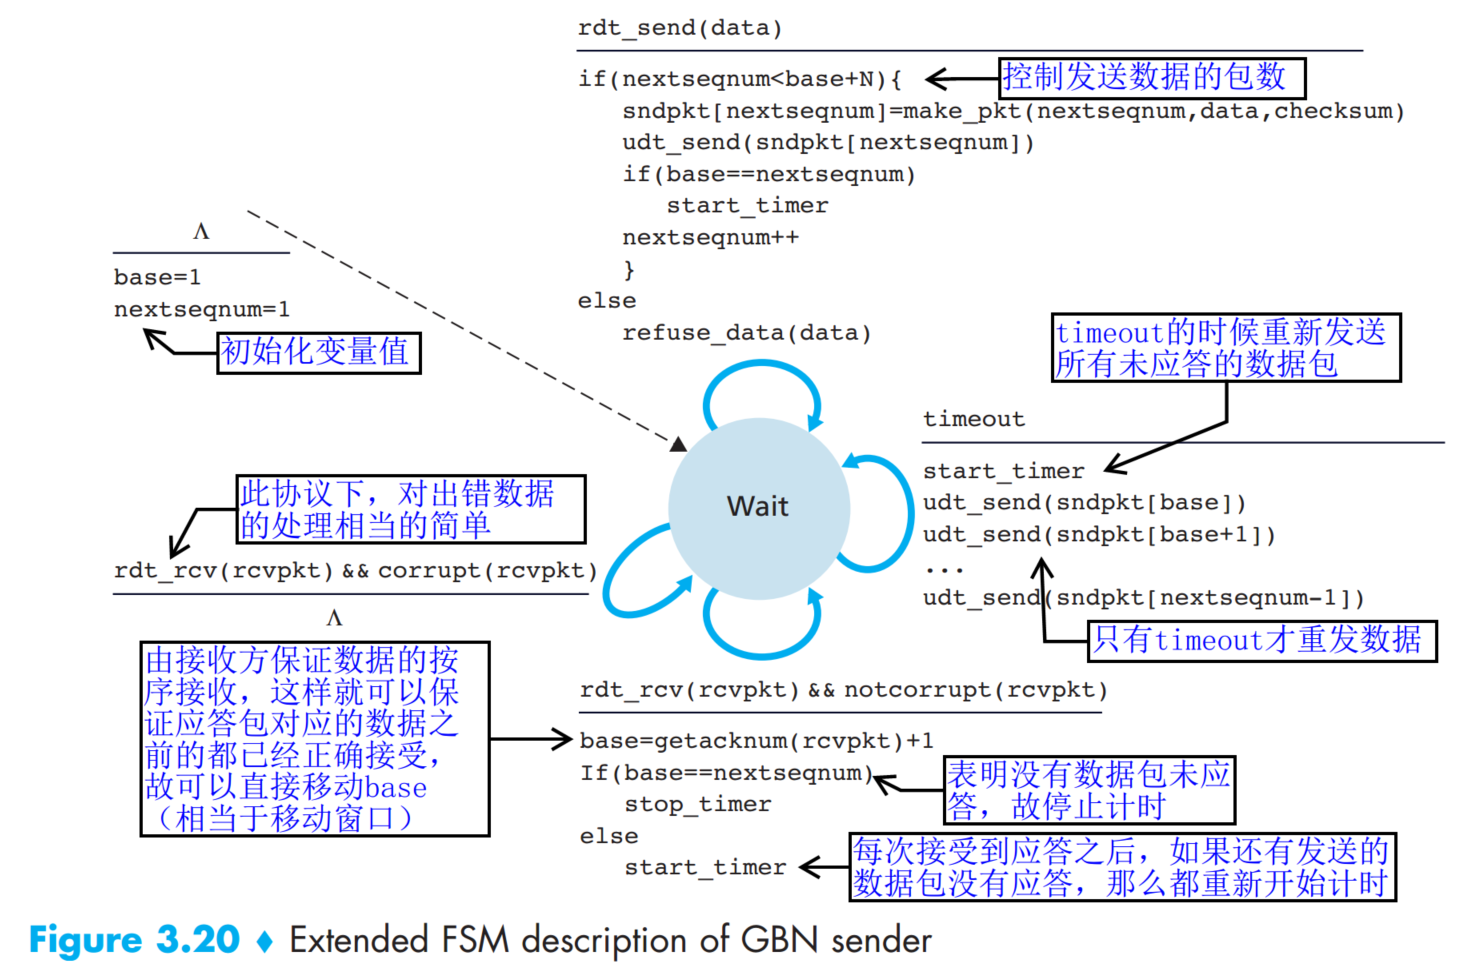 rdt_send(data)
if(nextseqnum<base+N){
控制发送数据的包数
sndpkt[nextseqnum]=make_pkt(nextseqnum,data,checksum)
udt_send(sndpkt[nextseqnum])
if(base==nextseqnum)
start_timer
nextseqnum++
}
else
refuse_data(data)
Λ
base=1
nextseqnum=1
初始化变量值
timeout的时候重新发送
所有未应答的数据包
timeout
start_timer
udt_send(sndpkt[base])
udt_send(sndpkt[base+1])
...
udt_send(sndpkt[nextseqnum-1])
只有timeout才重发数据
Wait
此协议下，对出错数据
的处理相当的简单
rdt_rcv(rcvpkt) && corrupt(rcvpkt)
Λ
由接收方保证数据的按
序接收，这样就可以保
证应答包对应的数据之
前的都已经正确接受，
故可以直接移动base
（相当于移动窗口）
rdt_rcv(rcvpkt) && notcorrupt(rcvpkt)
base=getacknum(rcvpkt)+1
If(base==nextseqnum)
stop_timer
else
start_timer
表明没有数据包未应
答，故停止计时
每次接受到应答之后，如果还有发送的
数据包没有应答，那么都重新开始计时
Figure 3.20 ♦ Extended FSM description of GBN sender